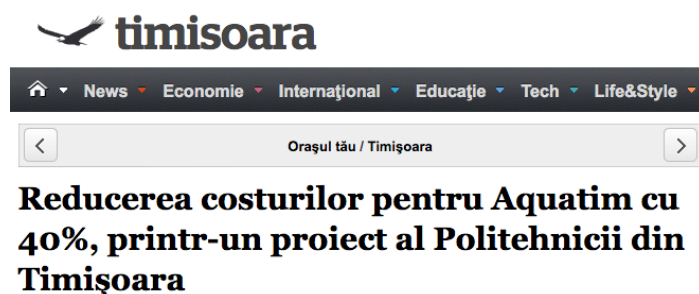 timisoara
News Economie Internaţional Educaţie Tech Life&Style
Oraşul tău / Timişoara
Reducerea costurilor pentru Aquatim cu
40%, printr-un proiect al Politehnicii din
Timişoara